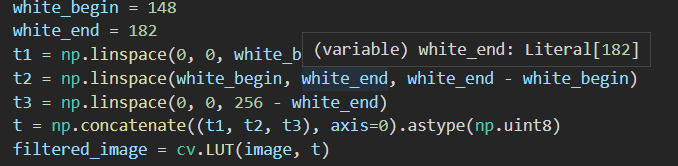 white_begin = 148
white_end = 182
t1 = np.linspace(0, 0, white_b
(variable) white_end: Literal[182]
t2 = np.linspace(white_begin, white_end, white_end - white_begin)
t3 = np.linspace(0, 0, 256 - white_end)
t = np.concatenate((t1, t2, t3), axis=0).astype(np.uint8)
filtered_image = cv.LUT(image, t)